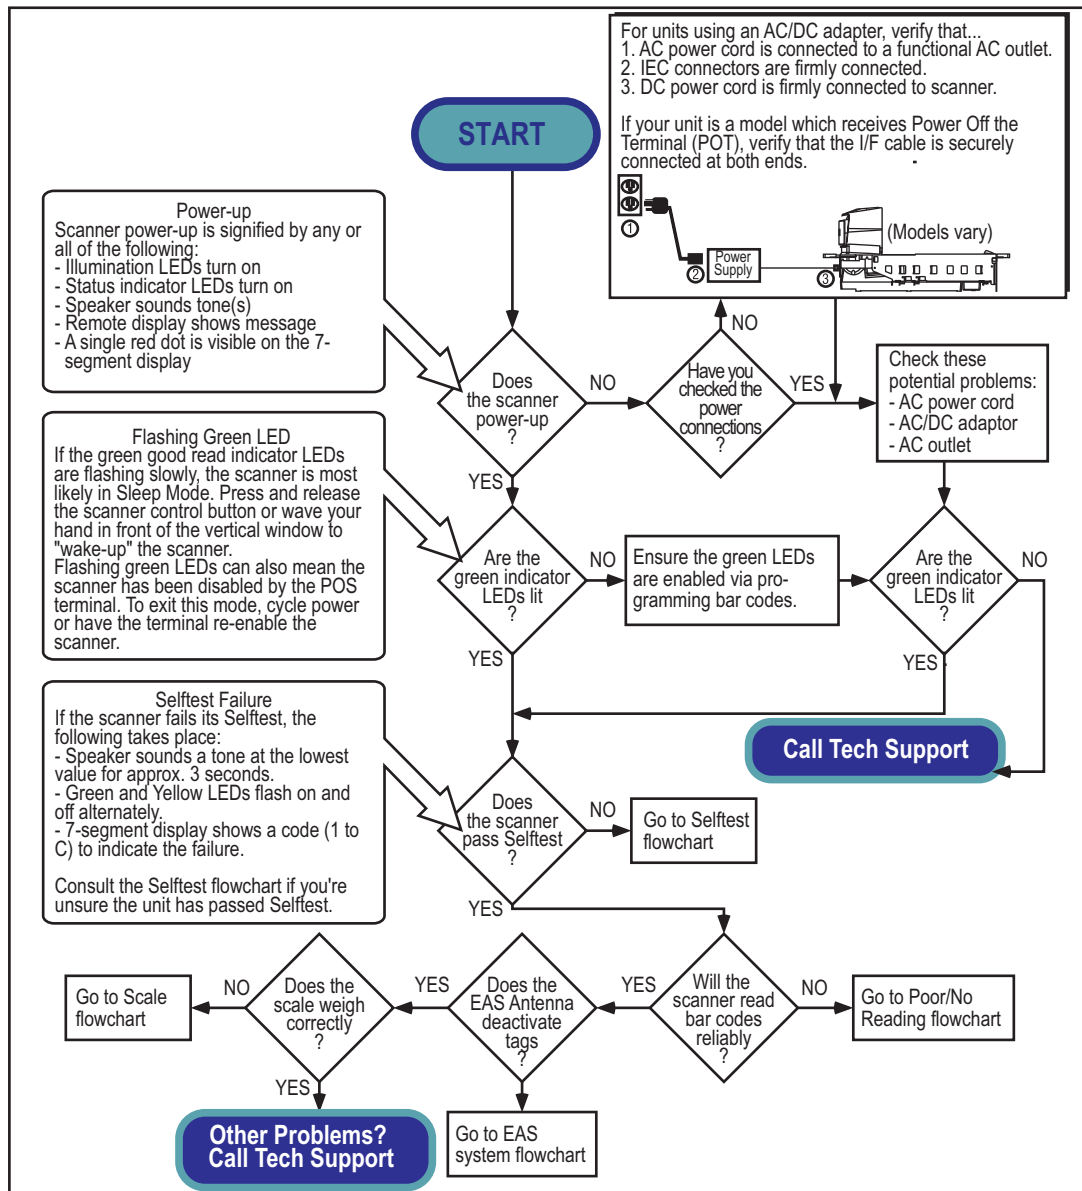 For units using an AC/DC adapter, verify that...
1. AC power cord is connected to a functional AC outlet.
2. IEC connectors are firmly connected.
3. DC power cord is firmly connected to scanner.
If your unit is a model which receives Power Off the
Terminal (POT), verify that the I/F cable is securely
connected at both ends.
1
2
Power
Supply
3
(Models vary)
START
Power-up
Scanner power-up is signified by any or
all of the following:
- Illumination LEDs turn on
- Status indicator LEDs turn on
- Speaker sounds tone(s)
- Remote display shows message
- A single red dot is visible on the 7-
segment display
Does
the scanner
power-up
?
NO
YES
Have you
checked the
power
connections
?
NO
YES
Check these
potential problems:
- AC power cord
- AC/DC adaptor
- AC outlet
Flashing Green LED
If the green good read indicator LEDs
are flashing slowly, the scanner is most
likely in Sleep Mode. Press and release
the scanner control button or wave your
hand in front of the vertical window to
"wake-up" the scanner.
Flashing green LEDs can also mean the
scanner has been disabled by the POS
terminal. To exit this mode, cycle power
or have the terminal re-enable the
scanner.
Are the
green indicator
LEDs lit
?
NO
YES
Ensure the green LEDs
are enabled via pro-
gramming bar codes.
Are the
green indicator
LEDs lit
?
NO
YES
Call Tech Support
Selftest Failure
If the scanner fails its Selftest, the
following takes place:
- Speaker sounds a tone at the lowest
value for approx. 3 seconds.
- Green and Yellow LEDs flash on and
off alternately.
- 7-segment display shows a code (1 to
C) to indicate the failure.
Consult the Selftest flowchart if you're
unsure the unit has passed Selftest.
Does
the scanner
pass Selftest
?
NO
YES
Go to Selftest
flowchart
Will the
scanner read
bar codes
reliably
?
NO
YES
Go to Poor/No
Reading flowchart
Does the
EAS Antenna
deactivate
tags
?
YES
Go to EAS
system flowchart
Does the
scale weigh
correctly
?
NO
YES
Go to Scale
flowchart
Other Problems?
Call Tech Support